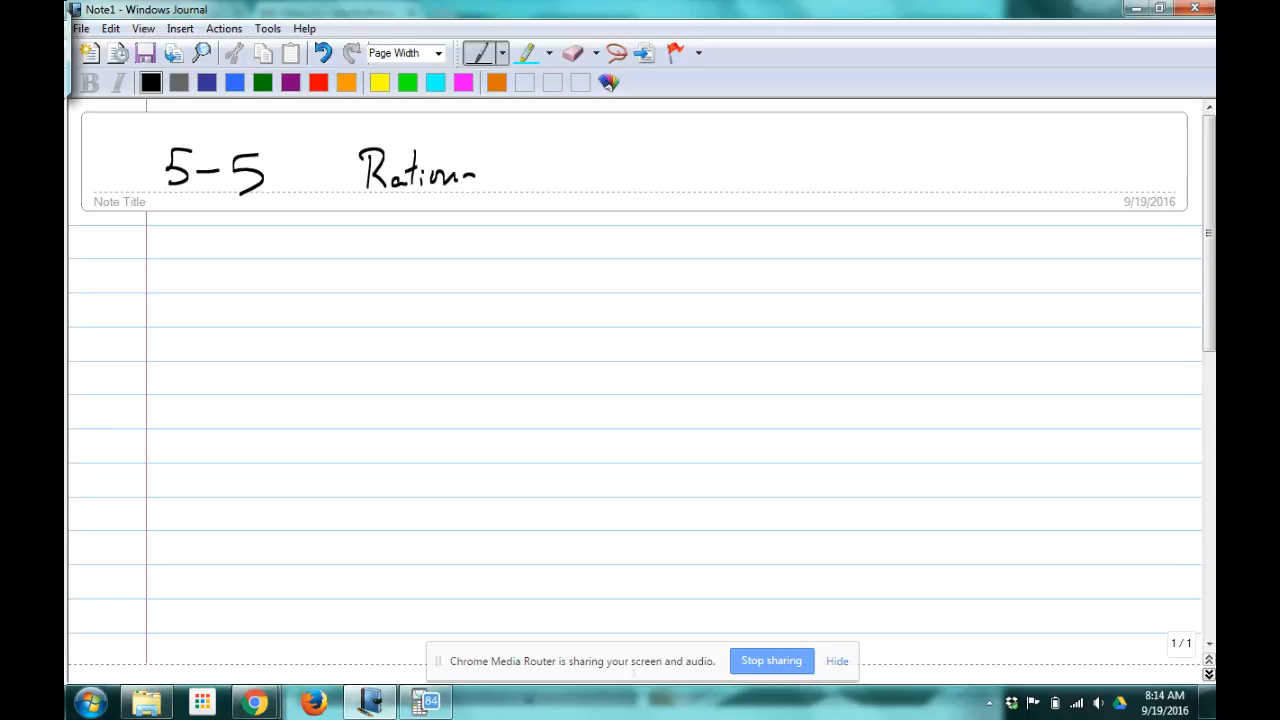 Note1 - Windows Journal
File Edit View Insert Actions Tools Help
Page Width
B I
5-5 Ration
Note Title 9/19/2016
1 / 1
Chrome Media Router is sharing your screen and audio. Stop sharing Hide
84
8:14 AM
9/19/2016